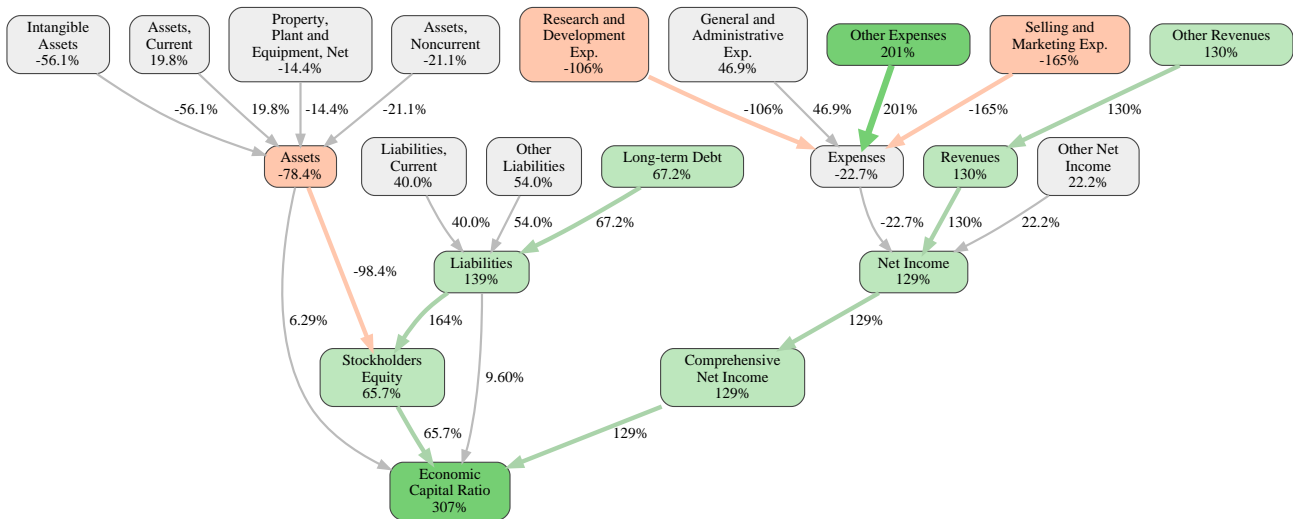 Intangible
Assets
-56.1%
Assets,
Current
19.8%
Property,
Plant and
Equipment, Net
-14.4%
Assets,
Noncurrent
-21.1%
Research and
Development
Exp.
-106%
General and
Administrative
Exp.
46.9%
Other Expenses
201%
Selling and
Marketing Exp.
-165%
Other Revenues
130%
-56.1%
19.8%
-14.4%
-21.1%
-106%
46.9%
201%
-165%
130%
Assets
-78.4%
Liabilities,
Current
40.0%
Other
Liabilities
54.0%
Long-term Debt
67.2%
Expenses
-22.7%
Revenues
130%
Other Net
Income
22.2%
40.0%
54.0%
67.2%
-22.7%
130%
22.2%
Liabilities
139%
Net Income
129%
-98.4%
6.29%
164%
9.60%
129%
Stockholders
Equity
65.7%
Comprehensive
Net Income
129%
65.7%
129%
Economic
Capital Ratio
307%